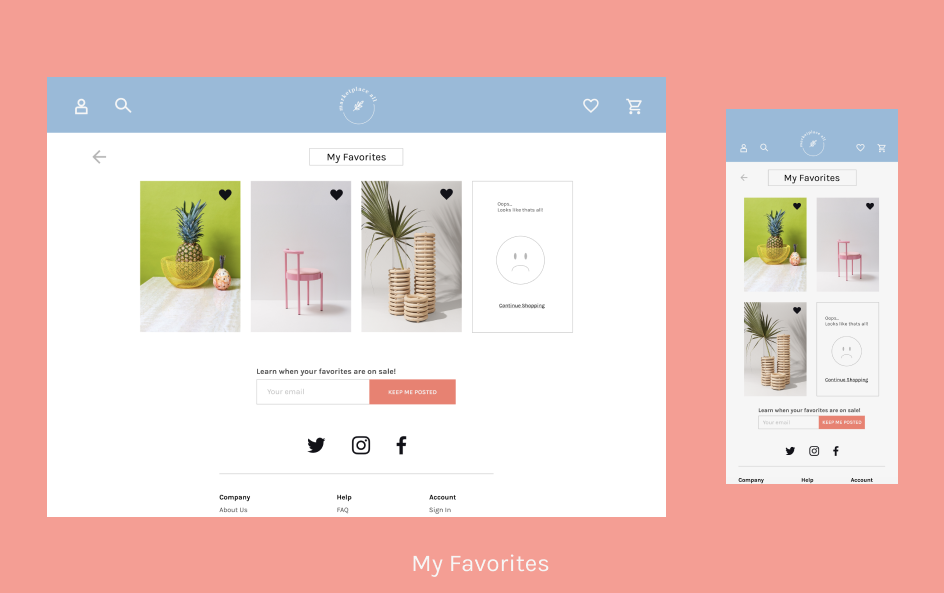 marketplace all
My Favorites
Oops...
Looks like thats all!
Continue Shopping
Learn when your favorites are on sale!
Your email
KEEP ME POSTED
Company
Help
Account
About Us
FAQ
Sign In
marketplace all
My Favorites
Oops...
Looks like thats all!
Continue Shopping
Learn when your favorites are on sale!
Your email
KEEP ME POSTED
Company
Help
Account
My Favorites